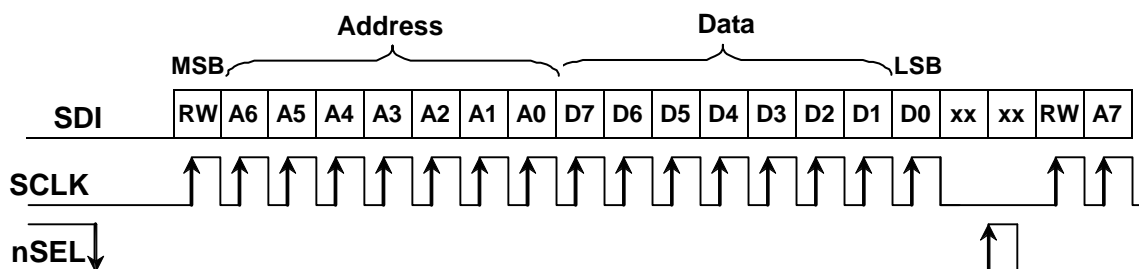 Address Data
MSB LSB
SDI RW A6 A5 A4 A3 A2 A1 A0 D7 D6 D5 D4 D3 D2 D1 D0 xx xx RW A7
SCLK
nSEL